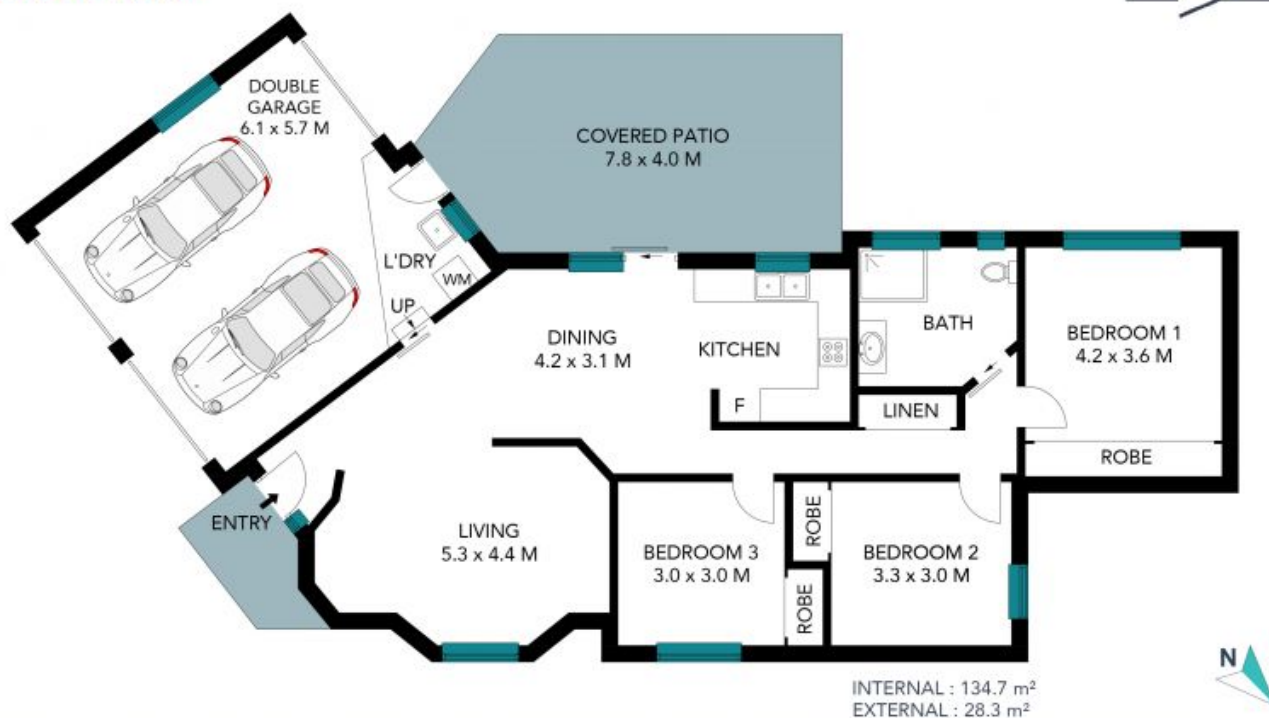 DOUBLE
GARAGE
6.1 x 5.7 M
COVERED PATIO
7.8 x 4.0 M
L'DRY
WM
UP
DINING
4.2 x 3.1 M
KITCHEN
F
BATH
LINEN
BEDROOM 1
4.2 x 3.6 M
ROBE
ENTRY
LIVING
5.3 x 4.4 M
BEDROOM 3
3.0 x 3.0 M
ROBE
ROBE
BEDROOM 2
3.3 x 3.0 M
N
INTERNAL : 134.7 m²
EXTERNAL : 28.3 m²